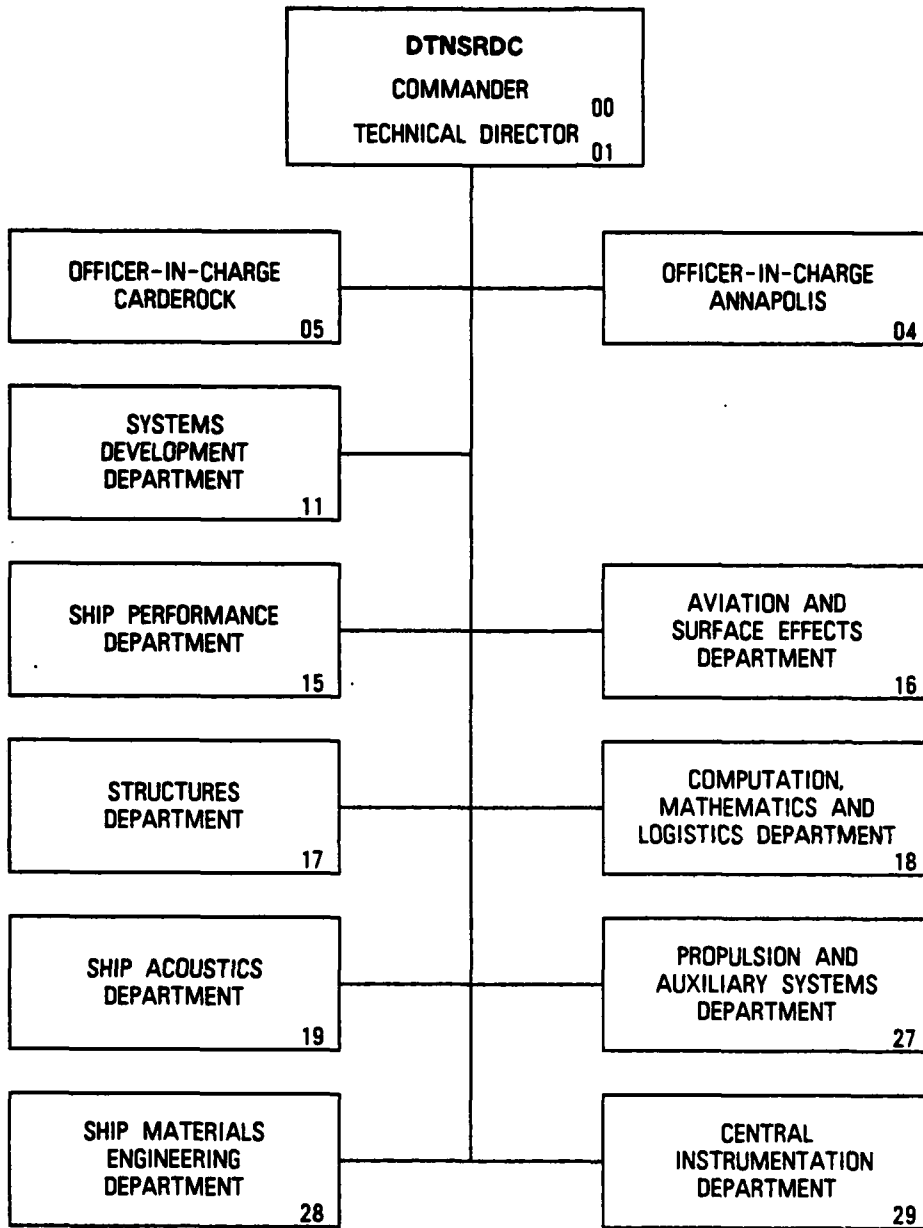 DTNSRDC
COMMANDER
00
TECHNICAL DIRECTOR
01
OFFICER-IN-CHARGE
CARDEROCK
05
OFFICER-IN-CHARGE
ANNAPOLIS
04
SYSTEMS
DEVELOPMENT
DEPARTMENT
11
SHIP PERFORMANCE
DEPARTMENT
15
AVIATION AND
SURFACE EFFECTS
DEPARTMENT
16
STRUCTURES
DEPARTMENT
17
COMPUTATION,
MATHEMATICS AND
LOGISTICS DEPARTMENT
18
SHIP ACOUSTICS
DEPARTMENT
19
PROPULSION AND
AUXILIARY SYSTEMS
DEPARTMENT
27
SHIP MATERIALS
ENGINEERING
DEPARTMENT
28
CENTRAL
INSTRUMENTATION
DEPARTMENT
29